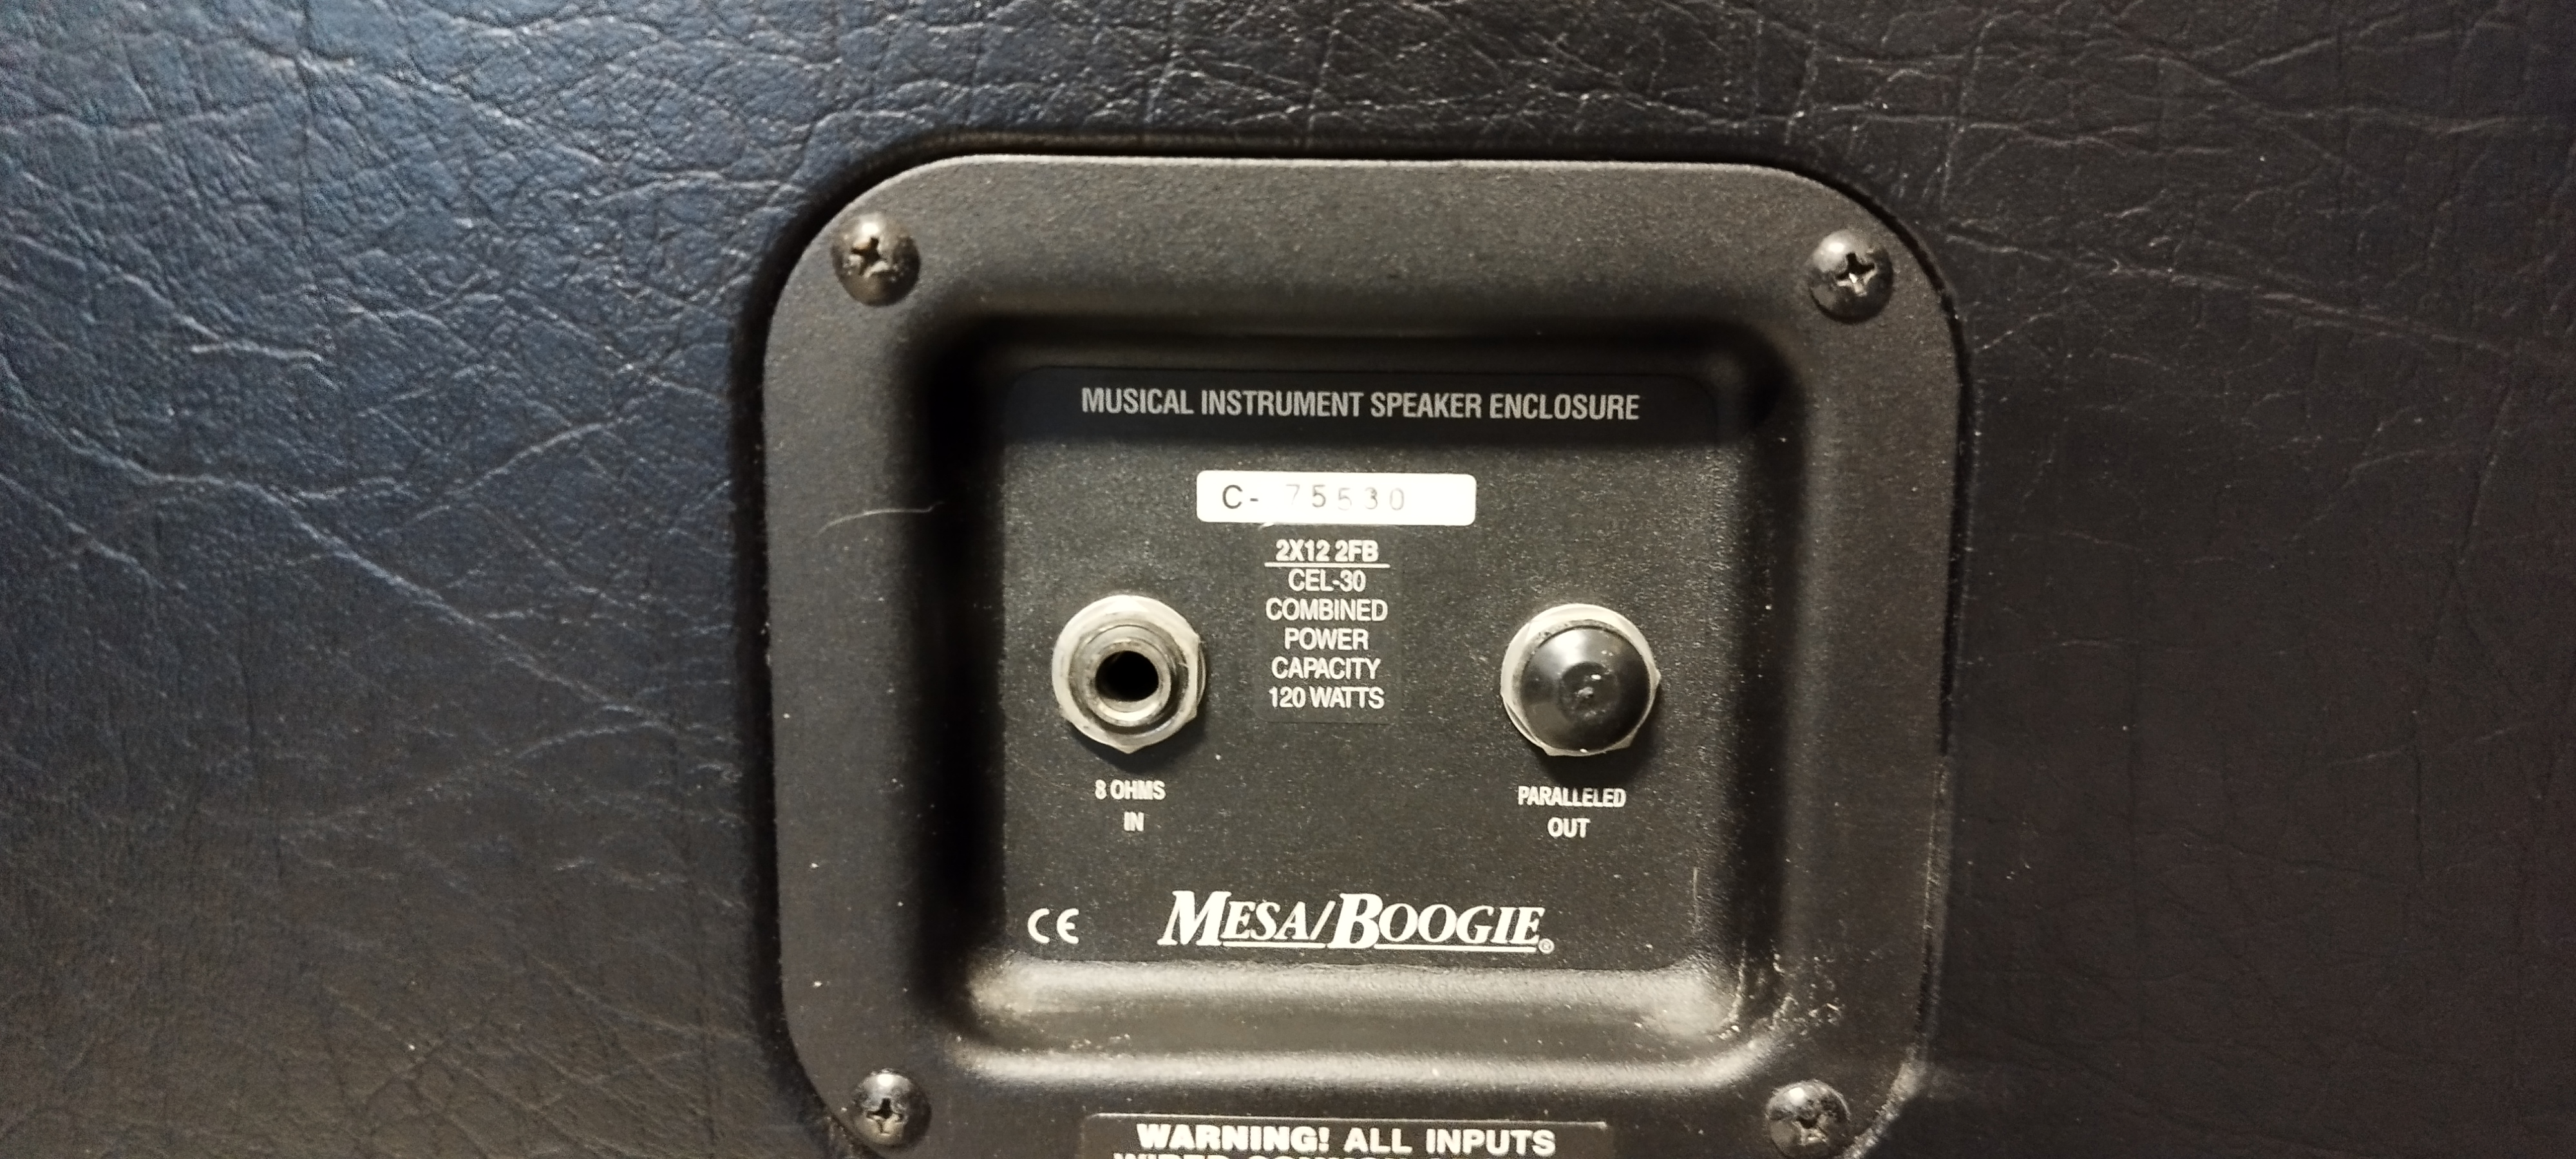 MUSICAL INSTRUMENT SPEAKER ENCLOSURE
C- 75530
2X12 2FB
CEL-30
COMBINED
POWER
CAPACITY
120 WATTS
8 OHMS
IN
PARALLELED
OUT
CE
MESA/BOOGIE®
WARNING! ALL INPUTS